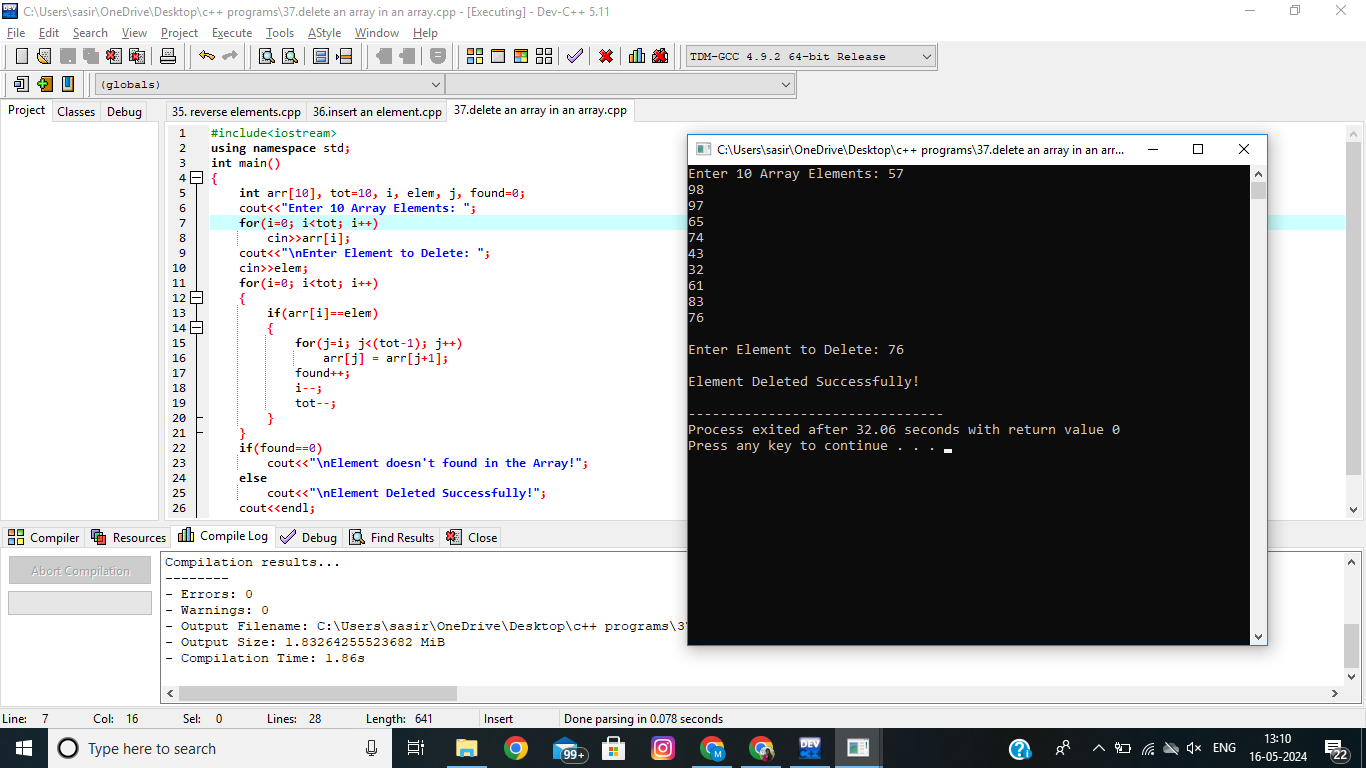 C:\Users\sasir\OneDrive\Desktop\c++ programs\37.delete an array in an array.cpp - [Executing] - Dev-C++ 5.11
File Edit Search View Project Execute Tools AStyle Window Help
TDM-GCC 4.9.2 64-bit Release
(globals)
Project Classes Debug 35. reverse elements.cpp 36.insert an element.cpp 37.delete an array in an array.cpp
1 #include<iostream>
2 using namespace std;
3 int main()
4 {
5 int arr[10], tot=10, i, elem, j, found=0;
6 cout<<"Enter 10 Array Elements: ";
7 for(i=0; i<tot; i++)
8 cin>>arr[i];
9 cout<<"\nEnter Element to Delete: ";
10 cin>>elem;
11 for(i=0; i<tot; i++)
12 {
13 if(arr[i]==elem)
14 {
15 for(j=i; j<(tot-1); j++)
16 arr[j] = arr[j+1];
17 found++;
18 i--;
19 tot--;
20 }
21 }
22 if(found==0)
23 cout<<"\nElement doesn't found in the Array!";
24 else
25 cout<<"\nElement Deleted Successfully!";
26 cout<<endl;
C:\Users\sasir\OneDrive\Desktop\c++ programs\37.delete an array in an arr...
Enter 10 Array Elements: 57
98
97
65
74
43
32
61
83
76
Enter Element to Delete: 76
Element Deleted Successfully!
--------------------------------
Process exited after 32.06 seconds with return value 0
Press any key to continue . . .
Compiler Resources Compile Log Debug Find Results Close
Abort Compilation
Compilation results...
--------
- Errors: 0
- Warnings: 0
- Output Filename: C:\Users\sasir\OneDrive\Desktop\c++ programs\3
- Output Size: 1.83264255523682 MiB
- Compilation Time: 1.86s
Line: 7 Col: 16 Sel: 0 Lines: 28 Length: 641 Insert Done parsing in 0.078 seconds
Type here to search
99+
M
DEV
ENG
13:10
16-05-2024
22